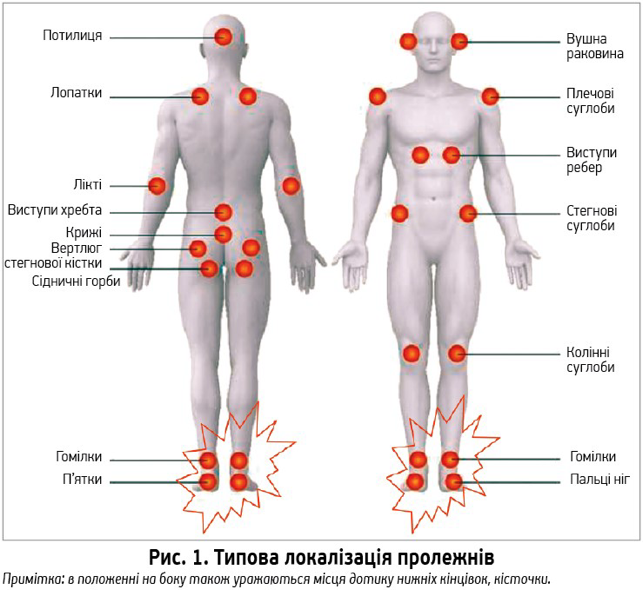 Потилиця
Лопатки
Лікті
Виступи хребта
Крижі
Вертлюг
стегнової кістки
Сідничні горби
Гомілки
П’ятки
Вушна
раковина
Плечові
суглоби
Виступи
ребер
Стегнові
суглоби
Колінні
суглоби
Гомілки
Пальці ніг
Рис. 1. Типова локалізація пролежнів
Примітка: в положенні на боку також уражаються місця дотику нижніх кінцівок, кісточки.